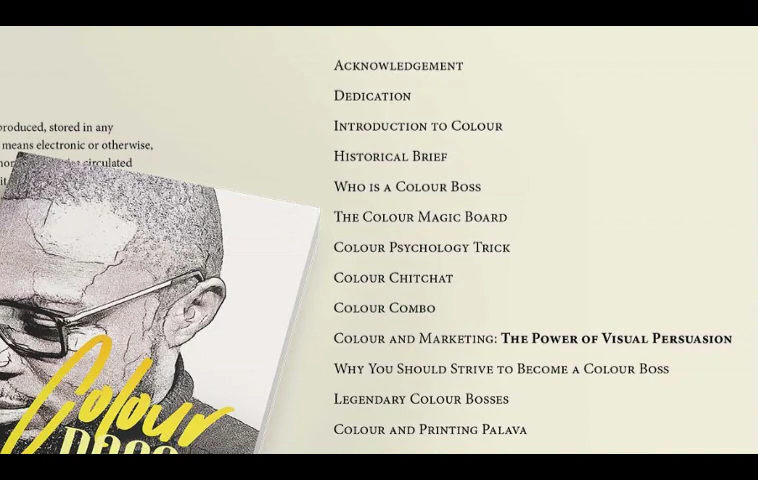 produced, stored in any
means electronic or otherwise,
circulated
Colour
ACKNOWLEDGEMENT
DEDICATION
INTRODUCTION TO COLOUR
HISTORICAL BRIEF
WHO IS A COLOUR BOSS
THE COLOUR MAGIC BOARD
COLOUR PSYCHOLOGY TRICK
COLOUR CHITCHAT
COLOUR COMBO
COLOUR AND MARKETING: THE POWER OF VISUAL PERSUASION
WHY YOU SHOULD STRIVE TO BECOME A COLOUR BOSS
LEGENDARY COLOUR BOSSES
COLOUR AND PRINTING PALAVA